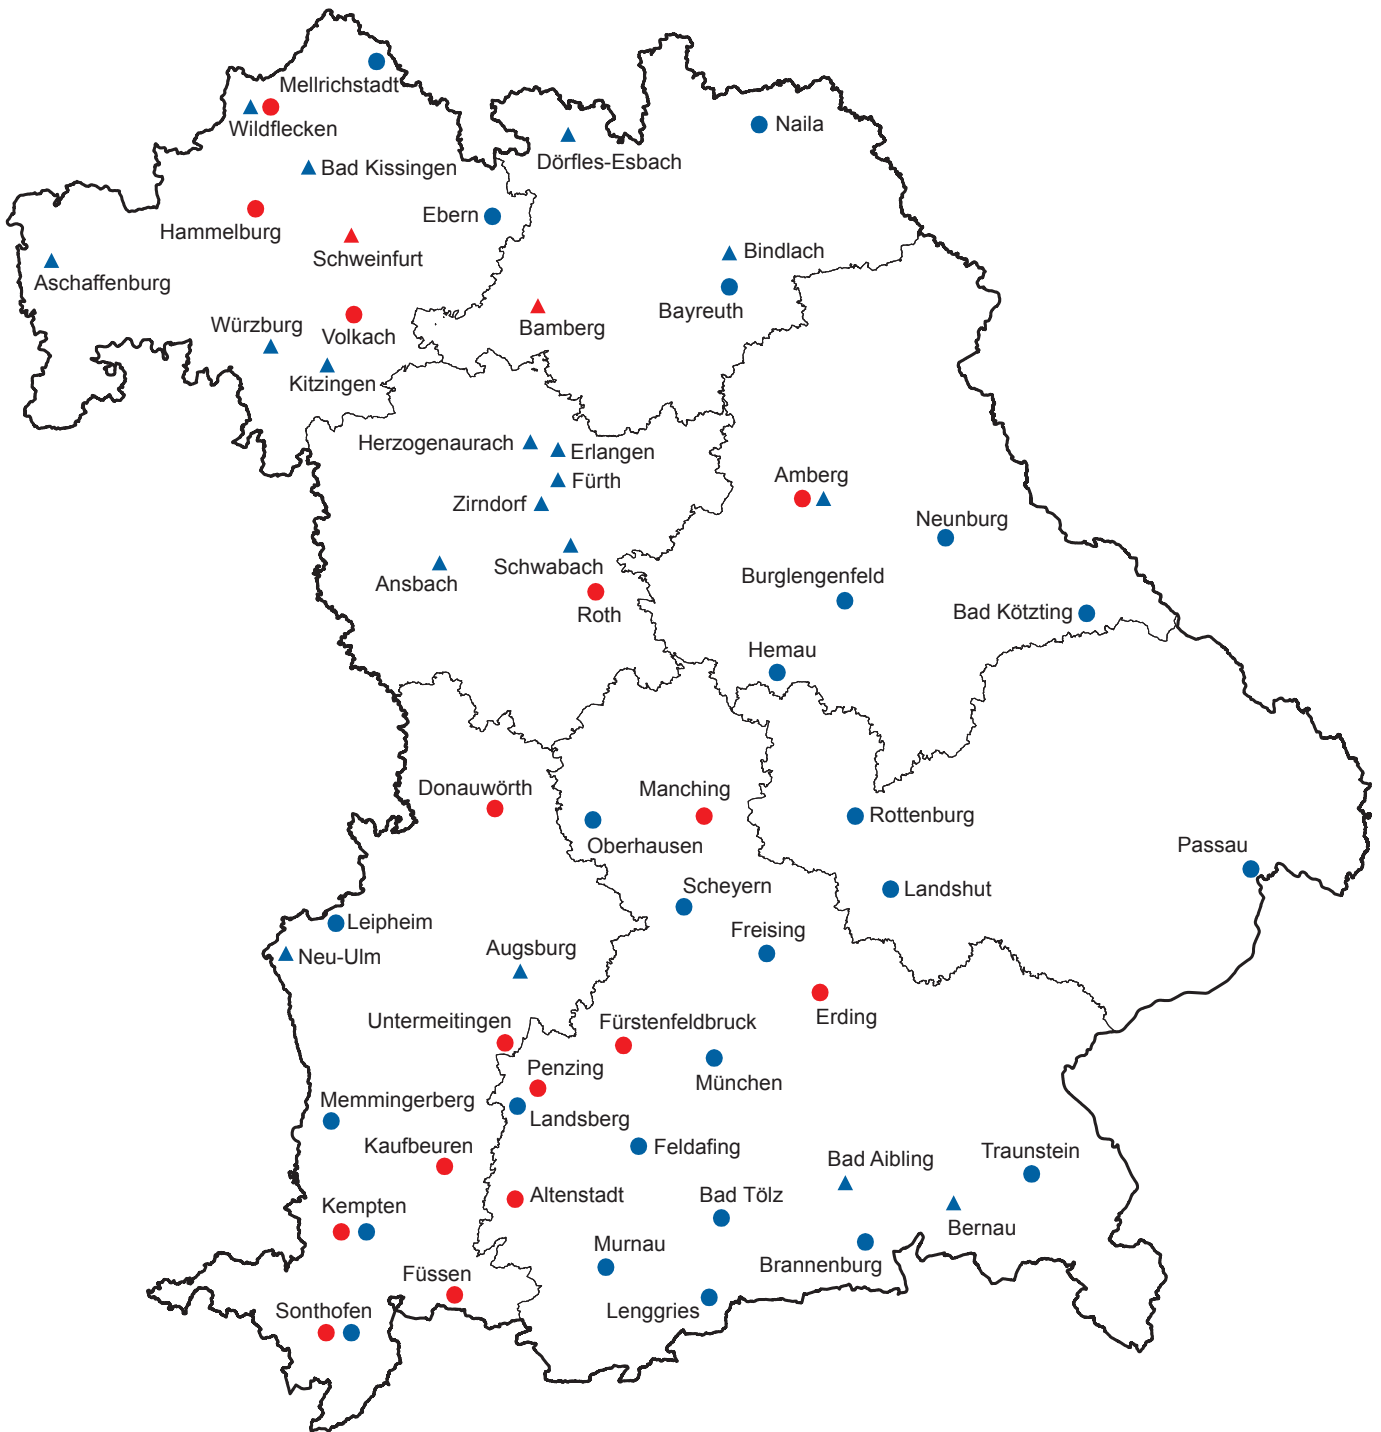 Mellrichstadt
Wildflecken
Naila
Dörfles-Esbach
Bad Kissingen
Ebern
Hammelburg
Schweinfurt
Bindlach
Aschaffenburg
Bayreuth
Würzburg
Volkach
Bamberg
Kitzingen
Herzogenaurach
Erlangen
Fürth
Amberg
Zirndorf
Neunburg
Schwabach
Ansbach
Burglengenfeld
Roth
Bad Kötzting
Hemau
Donauwörth
Manching
Rottenburg
Oberhausen
Passau
Scheyern
Landshut
Leipheim
Freising
Neu-Ulm
Augsburg
Untermeitingen
Fürstenfeldbruck
Erding
Penzing
München
Memmingerberg
Landsberg
Kaufbeuren
Feldafing
Bad Aibling
Traunstein
Altenstadt
Bad Tölz
Kempten
Bernau
Murnau
Brannenburg
Füssen
Sonthofen
Lenggries